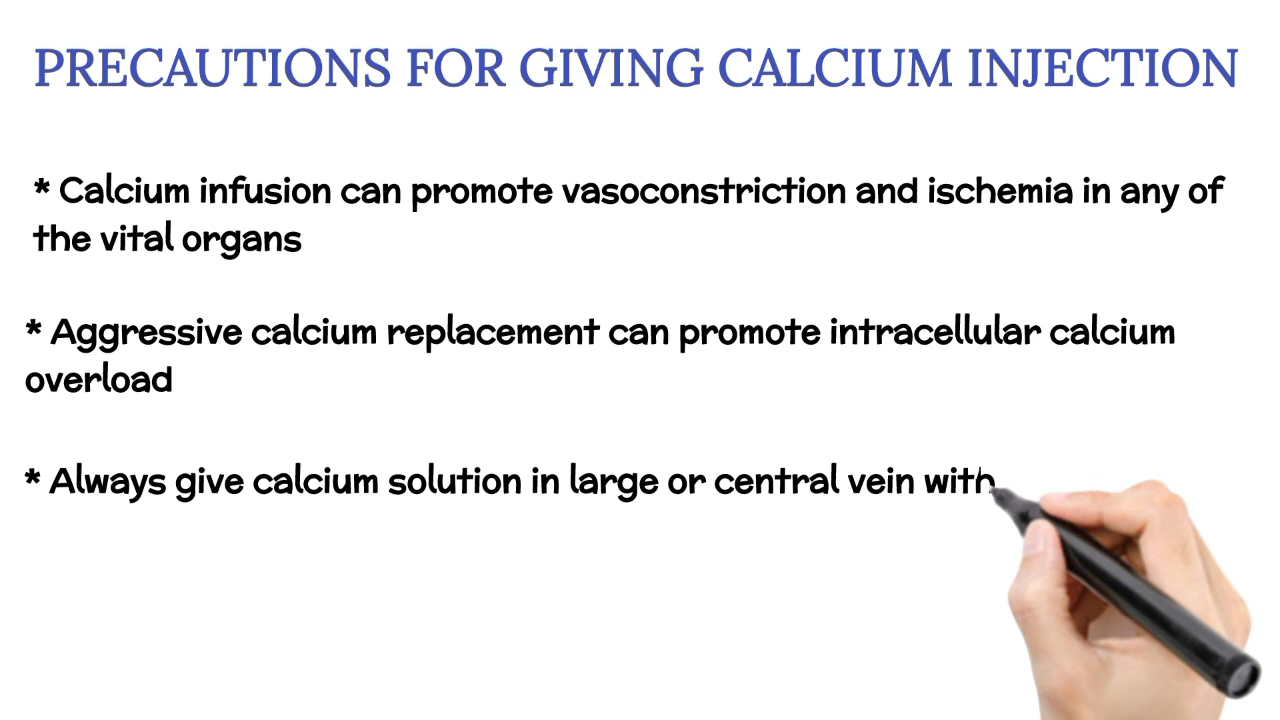 PRECAUTIONS FOR GIVING CALCIUM INJECTION
* Calcium infusion can promote vasoconstriction and ischemia in any of
the vital organs
* Aggressive calcium replacement can promote intracellular calcium
overload
* Always give calcium solution in large or central vein with